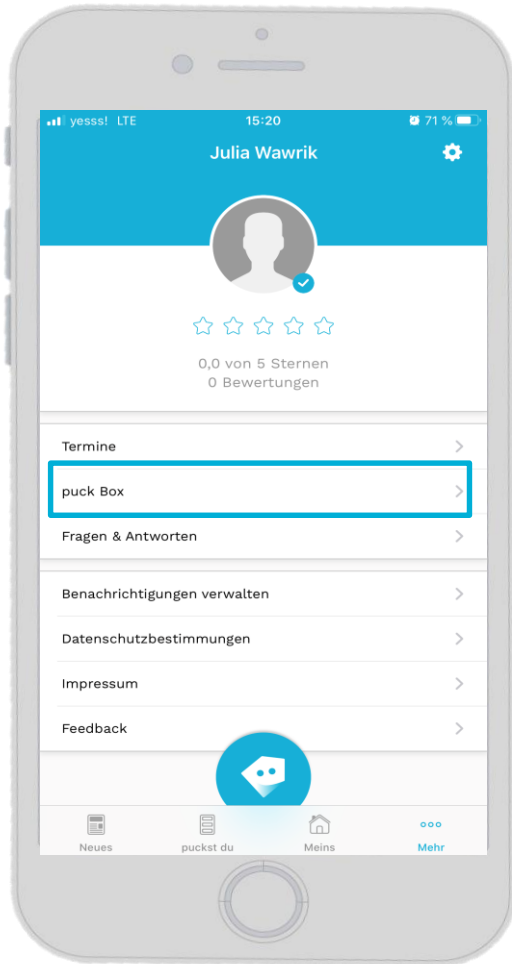 yesss! LTE 15:20 71 %
Julia Wawrik
0,0 von 5 Sternen
0 Bewertungen
Termine
puck Box
Fragen & Antworten
Benachrichtigungen verwalten
Datenschutzbestimmungen
Impressum
Feedback
Neues puckst du Meins Mehr